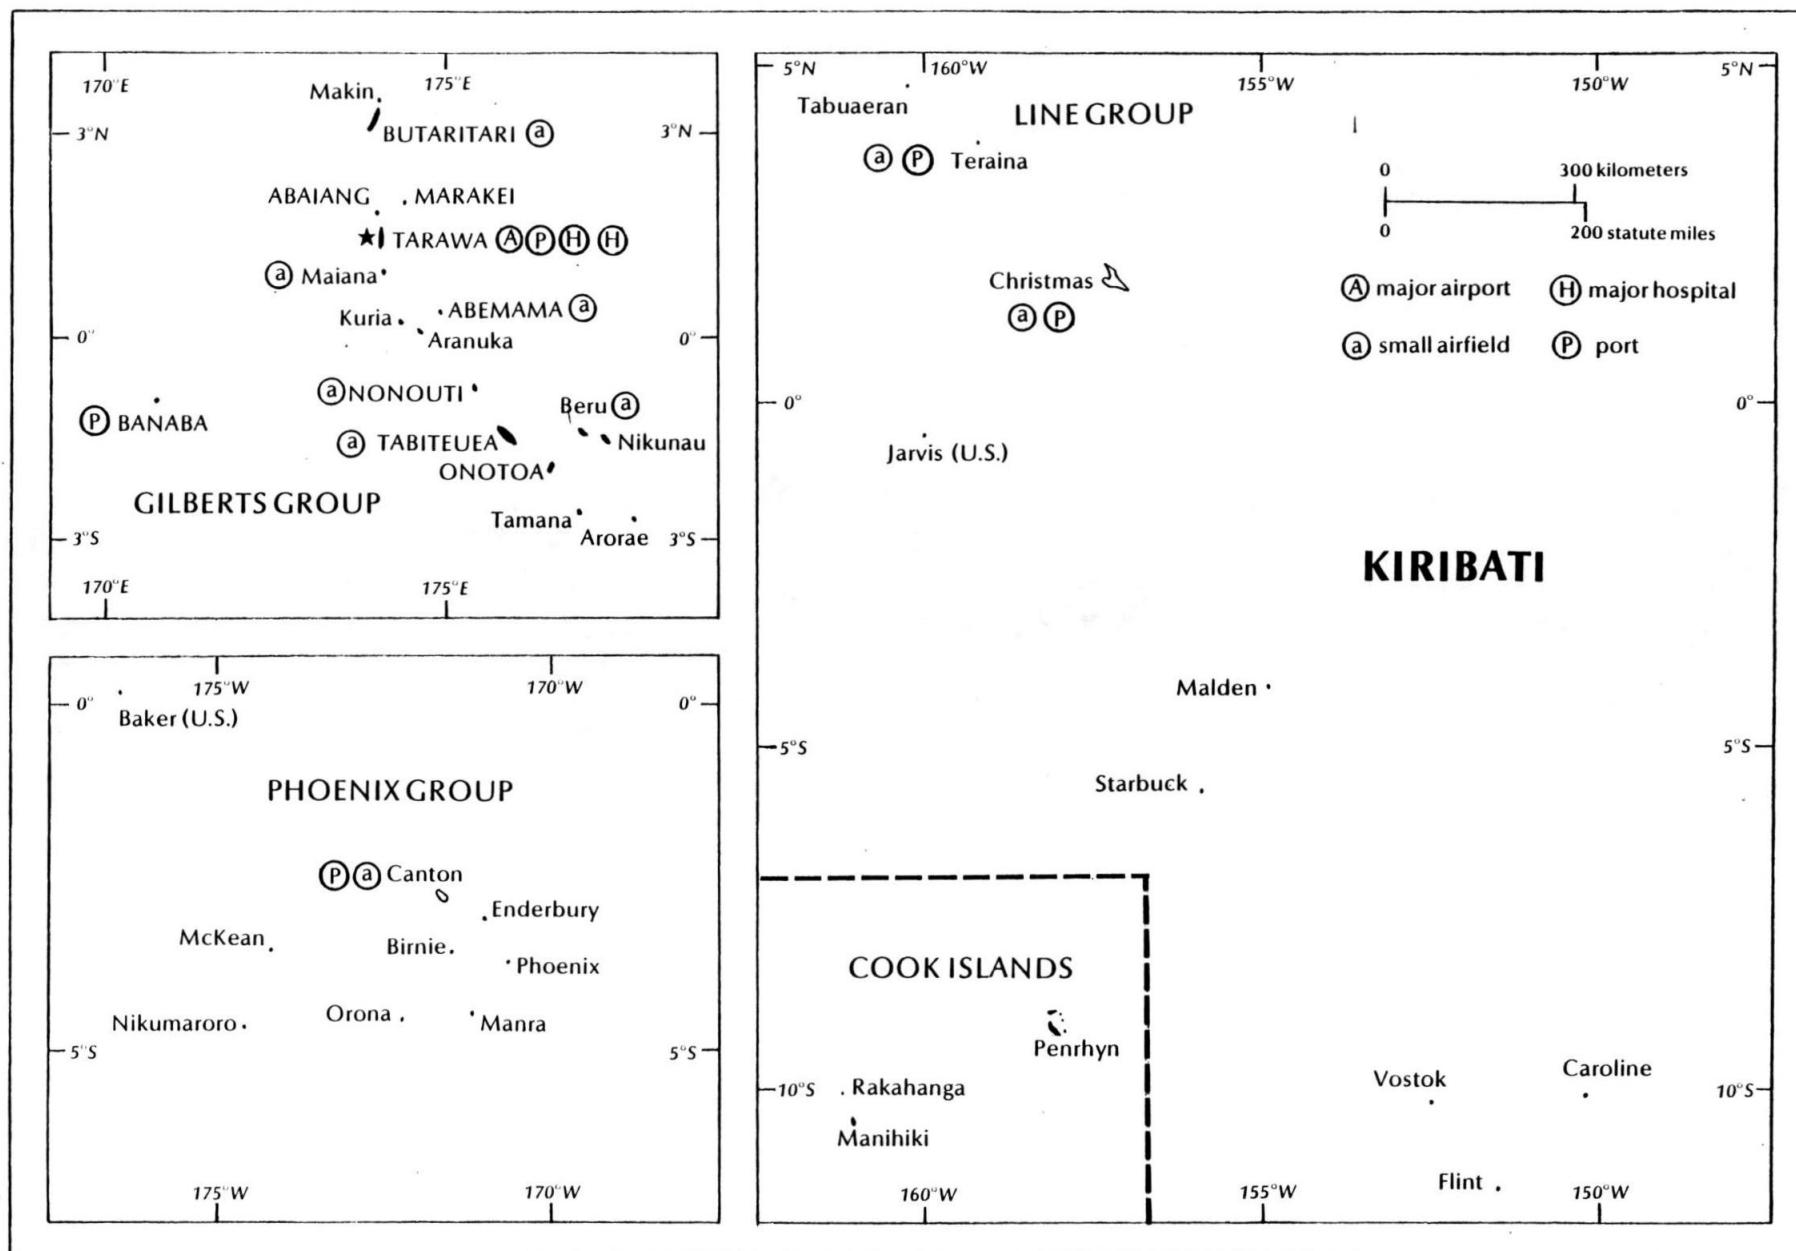 170°E
175°E
Makin
3°N
BUTARITARI a
3°N
ABAIANG
MARAKEI
TARAWA A P H H
a Maiana
Kuria
ABEMAMA a
0°
Aranuka
0°
a NONOUTI
Beru a
P BANABA
a TABITEUEA
Nikunau
ONOTOA
GILBERTS GROUP
Tamana
3°S
Arorae
3°S
170°E
175°E
175°W
170°W
0°
0°
Baker (U.S.)
PHOENIX GROUP
P a Canton
Enderbury
McKean
Birnie
Phoenix
Nikumaroro
Orona
Manra
5°S
5°S
175°W
170°W
5°N
160°W
155°W
150°W
5°N
Tabuaeran
LINE GROUP
a P Teraina
0
300 kilometers
0
200 statute miles
Christmas
a P
A major airport
H major hospital
a small airfield
P port
0°
0°
Jarvis (U.S.)
KIRIBATI
Malden
5°S
5°S
Starbuck
COOK ISLANDS
Penrhyn
10°S
Rakahanga
Manihiki
Vostok
Caroline
10°S
Flint
160°W
155°W
150°W